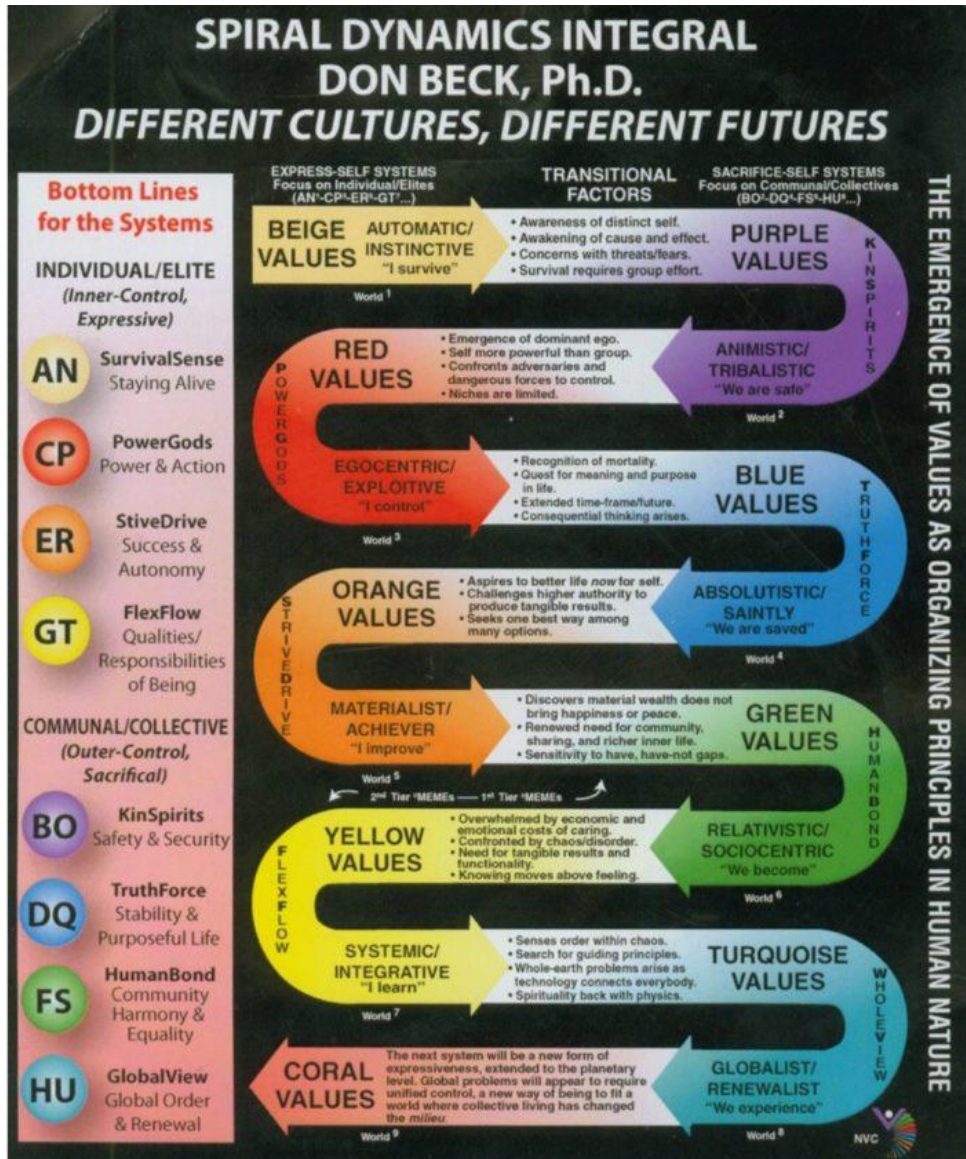 SPIRAL DYNAMICS INTEGRAL
DON BECK, Ph.D.
DIFFERENT CULTURES, DIFFERENT FUTURES
Bottom Lines
for the Systems
INDIVIDUAL/ELITE
(Inner-Control,
Expressive)
AN
SurvivalSense
Staying Alive
CP
PowerGods
Power & Action
ER
StiveDrive
Success &
Autonomy
GT
FlexFlow
Qualities/
Responsibilities
of Being
COMMUNAL/COLLECTIVE
(Outer-Control,
Sacrifical)
BO
KinSpirits
Safety & Security
DQ
TruthForce
Stability &
Purposeful Life
FS
HumanBond
Community
Harmony &
Equality
HU
GlobalView
Global Order
& Renewal
EXPRESS-SELF SYSTEMS
Focus on Individual/Elites
(AN¹-CP³-ER⁵-GT⁷...)
TRANSITIONAL
FACTORS
SACRIFICE-SELF SYSTEMS
Focus on Communal/Collectives
(BO²-DQ⁴-FS⁶-HU⁸...)
BEIGE
VALUES
AUTOMATIC/
INSTINCTIVE
"I survive"
World 1
• Awareness of distinct self.
• Awakening of cause and effect.
• Concerns with threats/fears.
• Survival requires group effort.
PURPLE
VALUES
KINSPIRITS
ANIMISTIC/
TRIBALISTIC
"We are safe"
World 2
• Emergence of dominant ego.
• Self more powerful than group.
• Confronts adversaries and
dangerous forces to control.
• Niches are limited.
RED
VALUES
POWERGODS
EGOCENTRIC/
EXPLOITIVE
"I control"
World 3
• Recognition of mortality.
• Quest for meaning and purpose
in life.
• Extended time-frame/future.
• Consequential thinking arises.
BLUE
VALUES
TRUTHFORCE
ABSOLUTISTIC/
SAINTLY
"We are saved"
World 4
• Aspires to better life now for self.
• Challenges higher authority to
produce tangible results.
• Seeks one best way among
many options.
ORANGE
VALUES
STRIVEDRIVE
MATERIALIST/
ACHIEVER
"I improve"
World 5
• Discovers material wealth does not
bring happiness or peace.
• Renewed need for community,
sharing, and richer inner life.
• Sensitivity to have, have-not gaps.
GREEN
VALUES
HUMANBOND
RELATIVISTIC/
SOCIOCENTRIC
"We become"
World 6
2nd Tier vMEMEs — 1st Tier vMEMEs
• Overwhelmed by economic and
emotional costs of caring.
• Confronted by chaos/disorder.
• Need for tangible results and
functionality.
• Knowing moves above feeling.
YELLOW
VALUES
FLEXFLOW
SYSTEMIC/
INTEGRATIVE
"I learn"
World 7
• Senses order within chaos.
• Search for guiding principles.
• Whole-earth problems arise as
technology connects everybody.
• Spirituality back with physics.
TURQUOISE
VALUES
WHOLEVIEW
GLOBALIST/
RENEWALIST
"We experience"
World 8
The next system will be a new form of
expressiveness, extended to the planetary
level. Global problems will appear to require
unified control, a new way of being to fit a
world where collective living has changed
the milieu
CORAL
VALUES
World 9
NVC
THE EMERGENCE OF VALUES AS ORGANIZING PRINCIPLES IN HUMAN NATURE